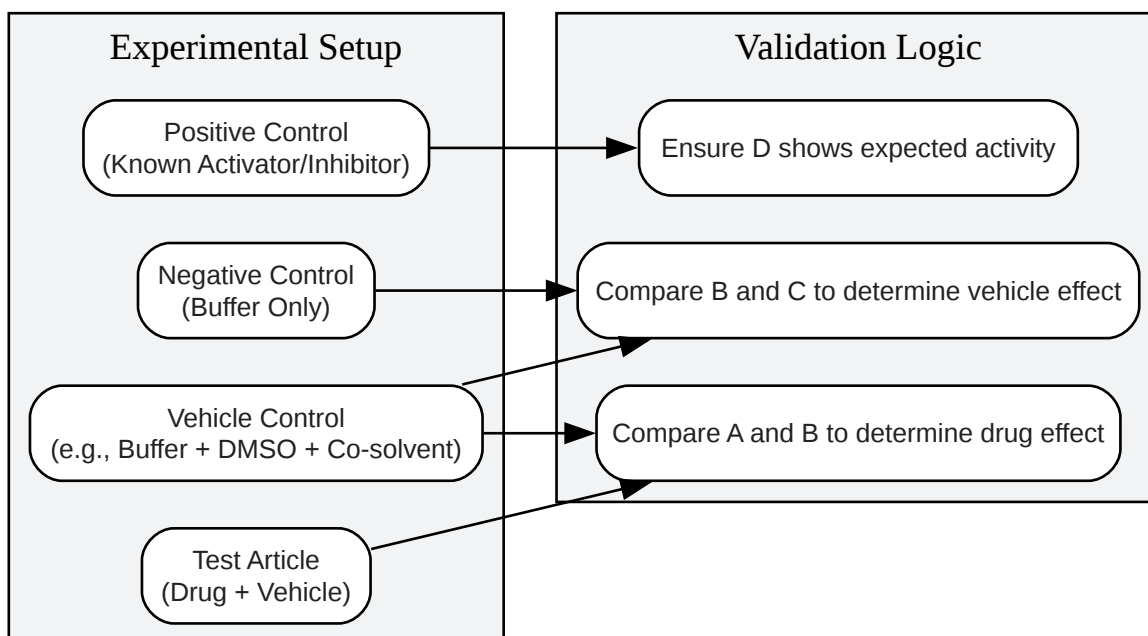 Experimental Setup
Positive Control
(Known Activator/Inhibitor)
Negative Control
(Buffer Only)
Vehicle Control
(e.g., Buffer + DMSO + Co-solvent)
Test Article
(Drug + Vehicle)
Validation Logic
Ensure D shows expected activity
Compare B and C to determine vehicle effect
Compare A and B to determine drug effect